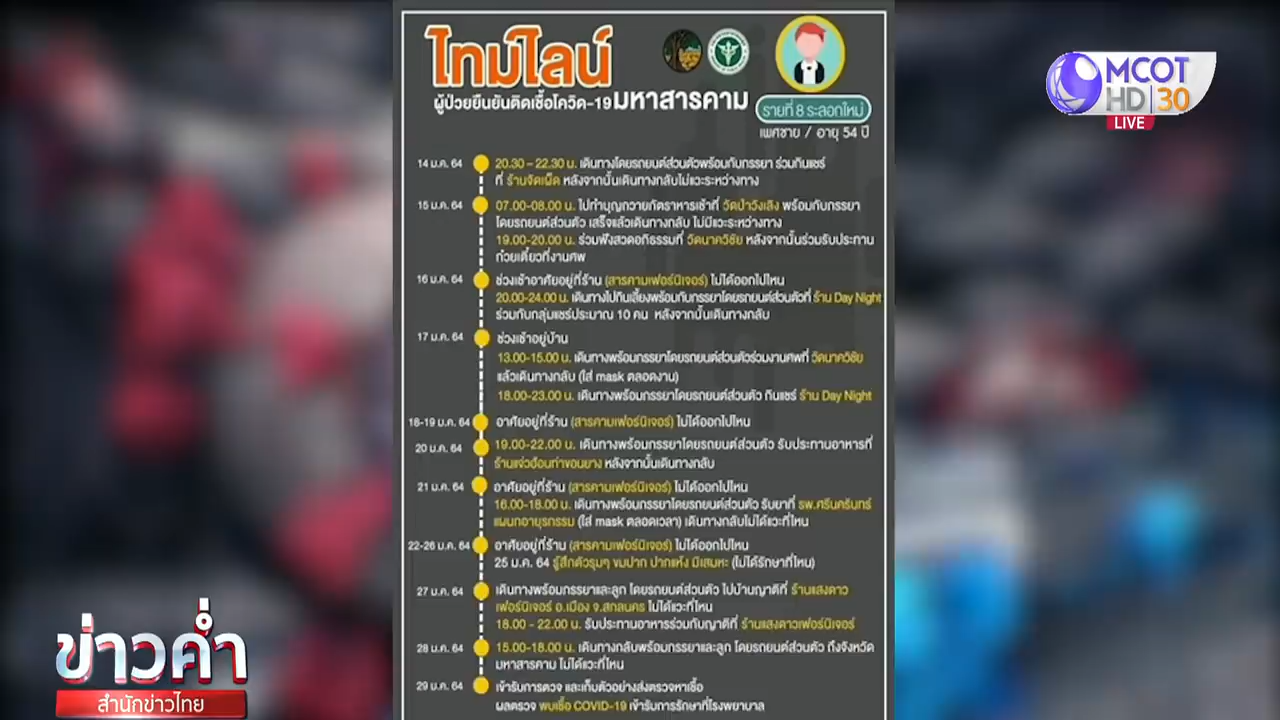 ไทม์ไลน์
ผู้ป่วยยืนยันติดเชื้อโควิด-19 มหาสารคาม
รายที่ 8 ระลอกใหม่
เพศชาย / อายุ 54 ปี
MCOT
HD 30
LIVE
14 ม.ค. 64 20.30 – 22.30 น. เดินทางโดยรถยนต์ส่วนตัวพร้อมกับภรรยา ร่วมกินแชร์
ที่ ร้านจัดเผ็ด หลังจากนั้นเดินทางกลับไม่แวะระหว่างทาง
15 ม.ค. 64 07.00-08.00 น. ไปทำบุญถวายภัตราหารเช้าที่ วัดป่าวังเลิง พร้อมกับภรรยา
โดยรถยนต์ส่วนตัว เสร็จแล้วเดินทางกลับ ไม่มีแวะระหว่างทาง
19.00-20.00 น. ร่วมฟังสวดอภิธรรมที่ วัดนาควิชัย หลังจากนั้นร่วมรับประทาน
ก๋วยเตี๋ยวที่งานศพ
16 ม.ค. 64 ช่วงเช้าอาศัยอยู่ที่ร้าน (สารคามเฟอร์นิเจอร์) ไม่ได้ออกไปไหน
20.00-24.00 น. เดินทางไปกินเลี้ยงพร้อมกับภรรยาโดยรถยนต์ส่วนตัวที่ ร้าน Day Night
ร่วมกับกลุ่มแชร์ประมาณ 10 คน หลังจากนั้นเดินทางกลับ
17 ม.ค. 64 ช่วงเช้าอยู่บ้าน
13.00-15.00 น. เดินทางพร้อมภรรยาโดยรถยนต์ส่วนตัวร่วมงานศพที่ วัดนาควิชัย
แล้วเดินทางกลับ (ใส่ mask ตลอดงาน)
18.00-23.00 น. เดินทางพร้อมภรรยาโดยรถยนต์ส่วนตัว กินแชร์ ร้าน Day Night
18-19 ม.ค. 64 อาศัยอยู่ที่ร้าน (สารคามเฟอร์นิเจอร์) ไม่ได้ออกไปไหน
20 ม.ค. 64 19.00-22.00 น. เดินทางพร้อมภรรยาโดยรถยนต์ส่วนตัว รับประทานอาหารที่
ร้านแจ่วฮ้อนท่าขอนยาง หลังจากนั้นเดินทางกลับ
21 ม.ค. 64 อาศัยอยู่ที่ร้าน (สารคามเฟอร์นิเจอร์) ไม่ได้ออกไปไหน
16.00-18.00 น. เดินทางพร้อมภรรยาโดยรถยนต์ส่วนตัว รับยาที่ รพ.ศรีนครินทร์
แผนกอายุรกรรม (ใส่ mask ตลอดเวลา) เดินทางกลับไม่ได้แวะที่ไหน
22-26 ม.ค. 64 อาศัยอยู่ที่ร้าน (สารคามเฟอร์นิเจอร์) ไม่ได้ออกไปไหน
25 ม.ค. 64 รู้สึกตัวรุมๆ ขมปาก ปากแห้ง มีเสมหะ (ไม่ได้รักษาที่ไหน)
27 ม.ค. 64 เดินทางพร้อมภรรยาและลูก โดยรถยนต์ส่วนตัว ไปบ้านญาติที่ ร้านแสงดาว
เฟอร์นิเจอร์ อ.เมือง จ.สกลนคร ไม่ได้แวะที่ไหน
18.00 - 22.00 น. รับประทานอาหารร่วมกับญาติที่ ร้านแสงดาวเฟอร์นิเจอร์
28 ม.ค. 64 15.00-18.00 น. เดินทางกลับพร้อมภรรยาและลูก โดยรถยนต์ส่วนตัว ถึงจังหวัด
มหาสารคาม ไม่ได้แวะที่ไหน
29 ม.ค. 64 เข้ารับการตรวจ และเก็บตัวอย่างส่งตรวจหาเชื้อ
ผลตรวจ พบเชื้อ COVID-19 เข้ารับการรักษาที่โรงพยาบาล
ข่าวค่ำ
สำนักข่าวไทย